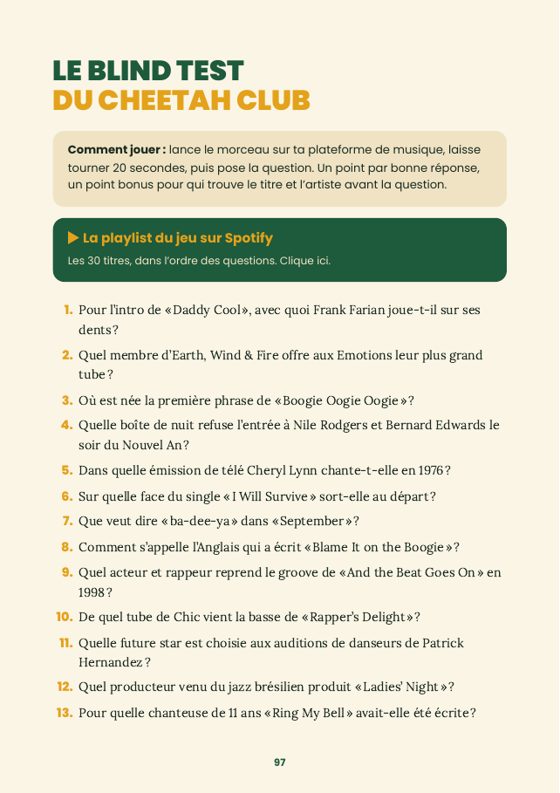 LE BLIND TEST
DU CHEETAH CLUB
Comment jouer : lance le morceau sur ta plateforme de musique, laisse
tourner 20 secondes, puis pose la question. Un point par bonne réponse,
un point bonus pour qui trouve le titre et l’artiste avant la question.
▶ La playlist du jeu sur Spotify
Les 30 titres, dans l’ordre des questions. Clique ici.
1. Pour l’intro de « Daddy Cool », avec quoi Frank Farian joue-t-il sur ses
dents ?
2. Quel membre d’Earth, Wind & Fire offre aux Emotions leur plus grand
tube ?
3. Où est née la première phrase de « Boogie Oogie Oogie » ?
4. Quelle boîte de nuit refuse l’entrée à Nile Rodgers et Bernard Edwards le
soir du Nouvel An ?
5. Dans quelle émission de télé Cheryl Lynn chante-t-elle en 1976 ?
6. Sur quelle face du single « I Will Survive » sort-elle au départ ?
7. Que veut dire « ba-dee-ya » dans « September » ?
8. Comment s’appelle l’Anglais qui a écrit « Blame It on the Boogie » ?
9. Quel acteur et rappeur reprend le groove de « And the Beat Goes On » en
1998 ?
10. De quel tube de Chic vient la basse de « Rapper’s Delight » ?
11. Quelle future star est choisie aux auditions de danseurs de Patrick
Hernandez ?
12. Quel producteur venu du jazz brésilien produit « Ladies’ Night » ?
13. Pour quelle chanteuse de 11 ans « Ring My Bell » avait-elle été écrite ?
97